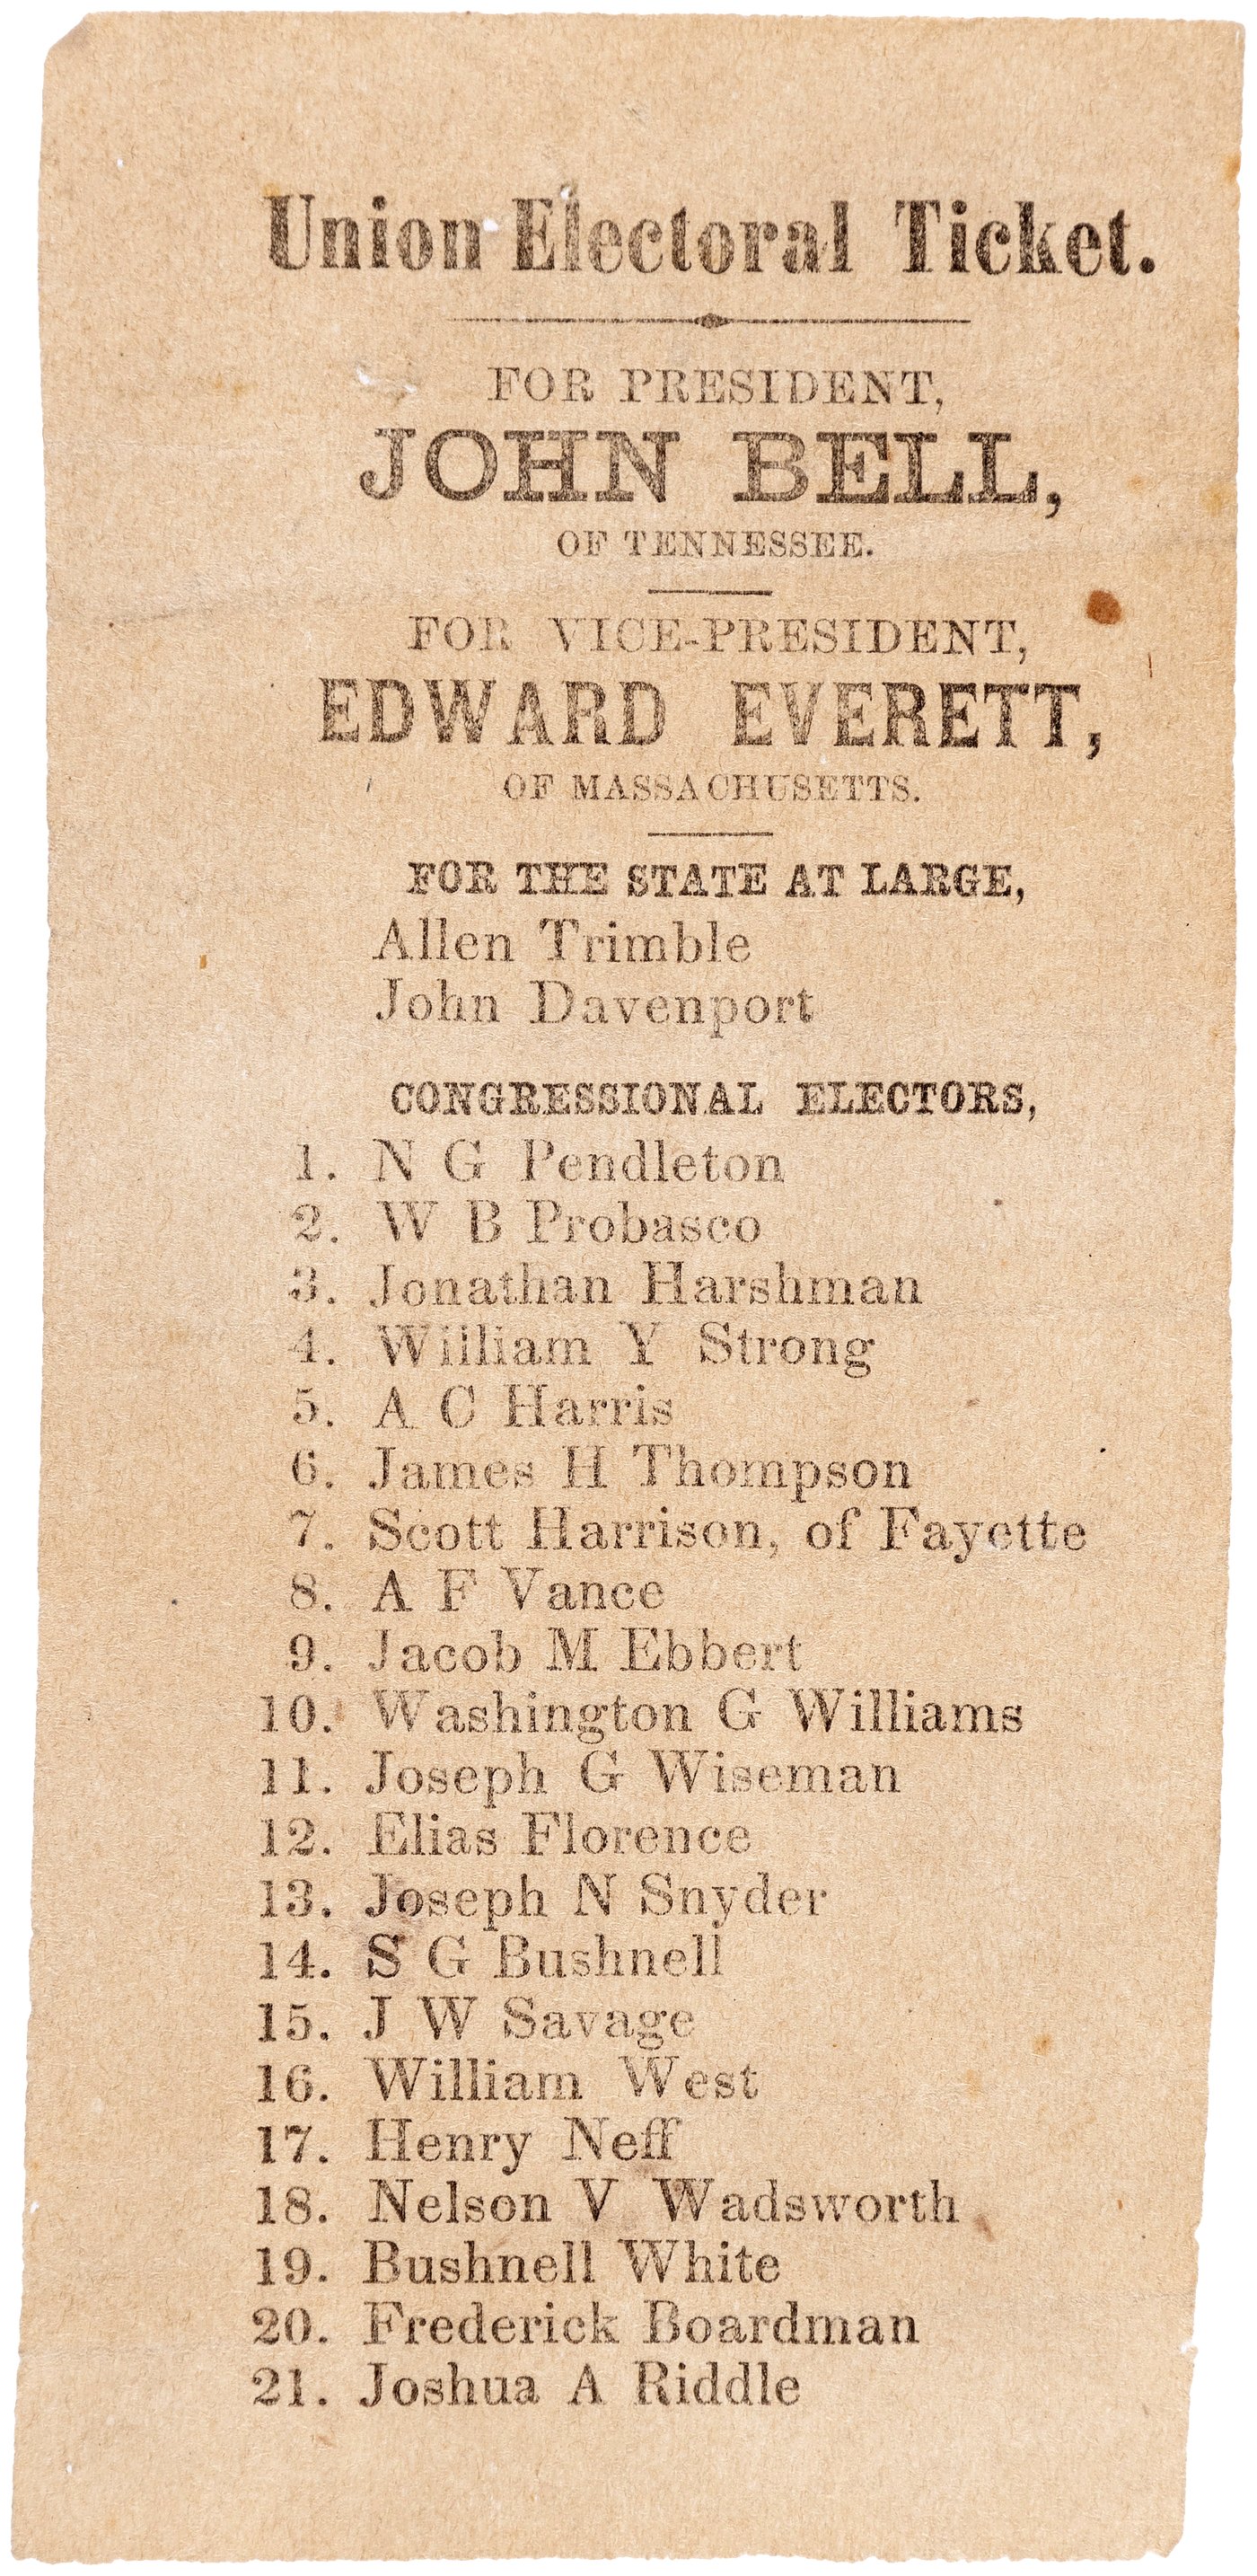 Union Electoral Ticket.
FOR PRESIDENT,
JOHN BELL,
OF TENNESSEE.
FOR VICE-PRESIDENT,
EDWARD EVERETT,
OF MASSACHUSETTS.
FOR THE STATE AT LARGE,
Allen Trimble
John Davenport
CONGRESSIONAL ELECTORS,
1. N G Pendleton
2. W B Probasco
3. Jonathan Harshman
4. William Y Strong
5. A C Harris
6. James H Thompson
7. Scott Harrison, of Fayette
8. A F Vance
9. Jacob M Ebbert
10. Washington G Williams
11. Joseph G Wiseman
12. Elias Florence
13. Joseph N Snyder
14. S G Bushnell
15. J W Savage
16. William West
17. Henry Neff
18. Nelson V Wadsworth
19. Bushnell White
20. Frederick Boardman
21. Joshua A Riddle